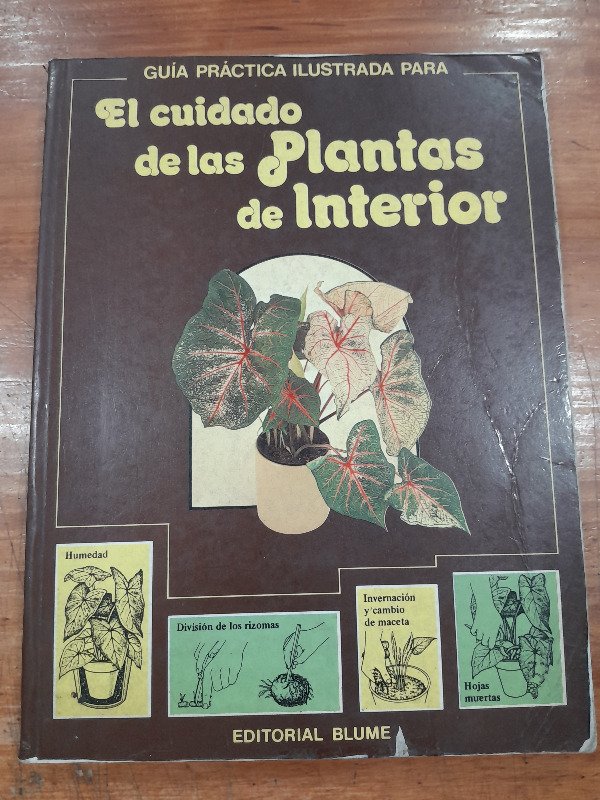 GUÍA PRÁCTICA ILUSTRADA PARA
El cuidado
de las Plantas
de Interior
Humedad
División de los rizomas
Invernación
y cambio
de maceta
Hojas
muertas
EDITORIAL BLUME